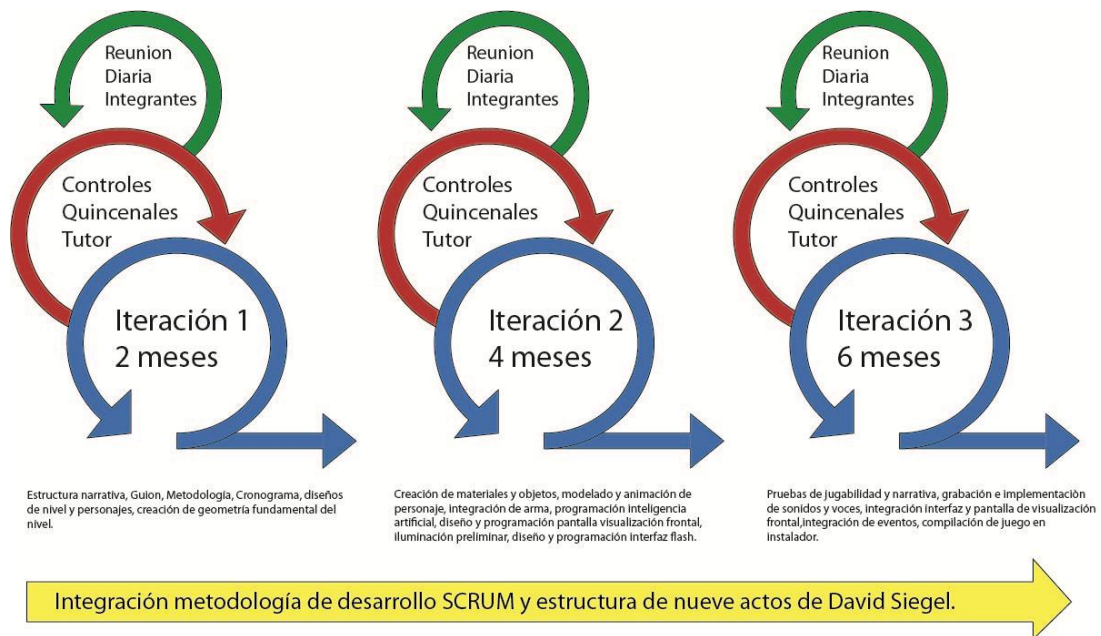 Reunion
Diaria
Integrantes
Controles
Quincenales
Tutor
Iteración 1
2 meses
Estructura narrativa, Guion, Metodología, Cronograma, diseños
de nivel y personajes, creación de geometría fundamental del
nivel.
Reunion
Diaria
Integrantes
Controles
Quincenales
Tutor
Iteración 2
4 meses
Creación de materiales y objetos, modelado y animación de
personaje, integración de arma, programación inteligencia
artificial, diseño y programación pantalla visualización frontal,
iluminación preliminar, diseño y programación interfaz flash.
Reunion
Diaria
Integrantes
Controles
Quincenales
Tutor
Iteración 3
6 meses
Pruebas de jugabilidad y narrativa, grabación e implementaciòn
de sonidos y voces, integración interfaz y pantalla de visualización
frontal,integración de eventos, compilación de juego en
instalador.
Integración metodología de desarrollo SCRUM y estructura de nueve actos de David Siegel.